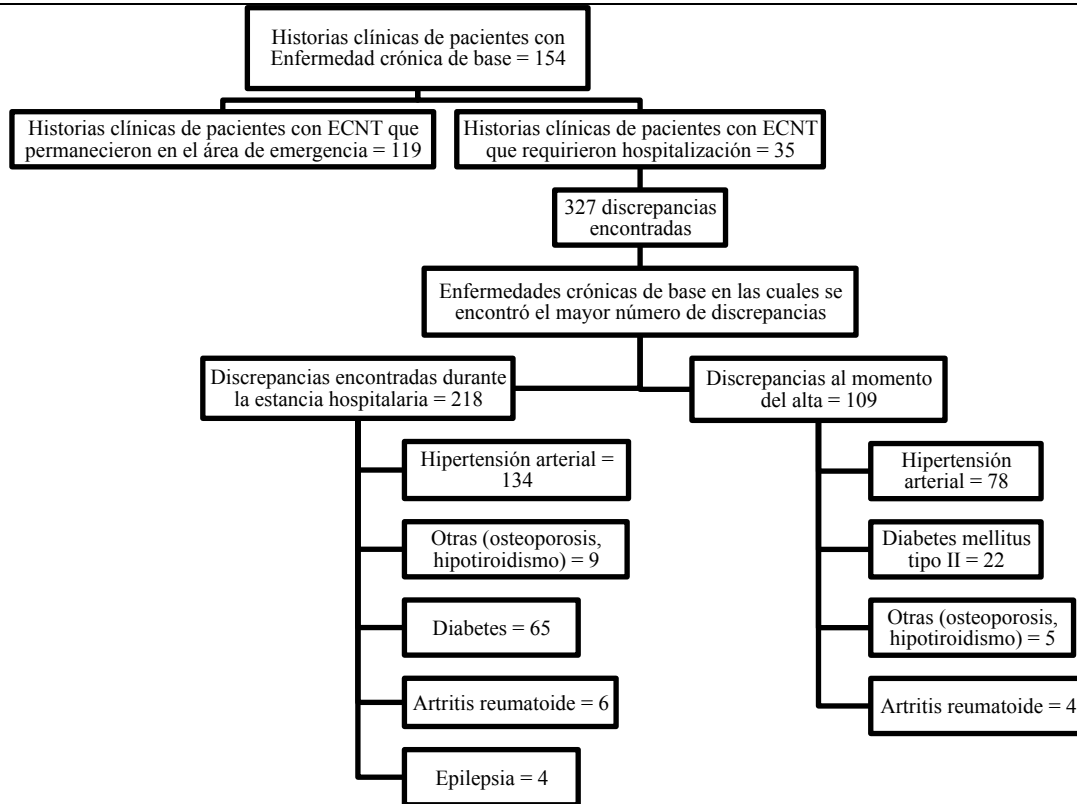 Historias clínicas de pacientes con
Enfermedad crónica de base = 154
Historias clínicas de pacientes con ECNT que
permanecieron en el área de emergencia = 119
Historias clínicas de pacientes con ECNT
que requirieron hospitalización = 35
327 discrepancias
encontradas
Enfermedades crónicas de base en las cuales se
encontró el mayor número de discrepancias
Discrepancias encontradas durante
la estancia hospitalaria = 218
Hipertensión arterial =
134
Otras (osteoporosis,
hipotiroidismo) = 9
Diabetes = 65
Artritis reumatoide = 6
Epilepsia = 4
Discrepancias al momento
del alta = 109
Hipertensión
arterial = 78
Diabetes mellitus
tipo II = 22
Otras (osteoporosis,
hipotiroidismo) = 5
Artritis reumatoide = 4